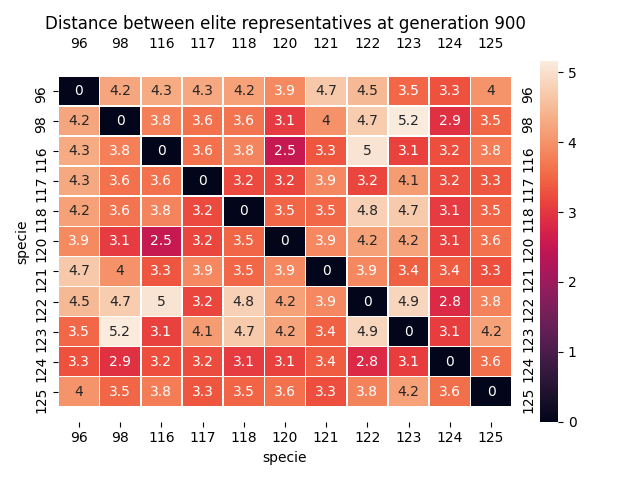 Distance between elite representatives at generation 900
96 98 116 117 118 120 121 122 123 124 125
96 0 4.2 4.3 4.3 4.2 3.9 4.7 4.5 3.5 3.3 4 96
98 4.2 0 3.8 3.6 3.6 3.1 4 4.7 5.2 2.9 3.5 98
116 4.3 3.8 0 3.6 3.8 2.5 3.3 5 3.1 3.2 3.8 116
117 4.3 3.6 3.6 0 3.2 3.2 3.9 3.2 4.1 3.2 3.3 117
118 4.2 3.6 3.8 3.2 0 3.5 3.5 4.8 4.7 3.1 3.5 118
120 3.9 3.1 2.5 3.2 3.5 0 3.9 4.2 4.2 3.1 3.6 120
121 4.7 4 3.3 3.9 3.5 3.9 0 3.9 3.4 3.4 3.3 121
122 4.5 4.7 5 3.2 4.8 4.2 3.9 0 4.9 2.8 3.8 122
123 3.5 5.2 3.1 4.1 4.7 4.2 3.4 4.9 0 3.1 4.2 123
124 3.3 2.9 3.2 3.2 3.1 3.1 3.4 2.8 3.1 0 3.6 124
125 4 3.5 3.8 3.3 3.5 3.6 3.3 3.8 4.2 3.6 0 125
96 98 116 117 118 120 121 122 123 124 125
specie
specie
5
4
3
2
1
0